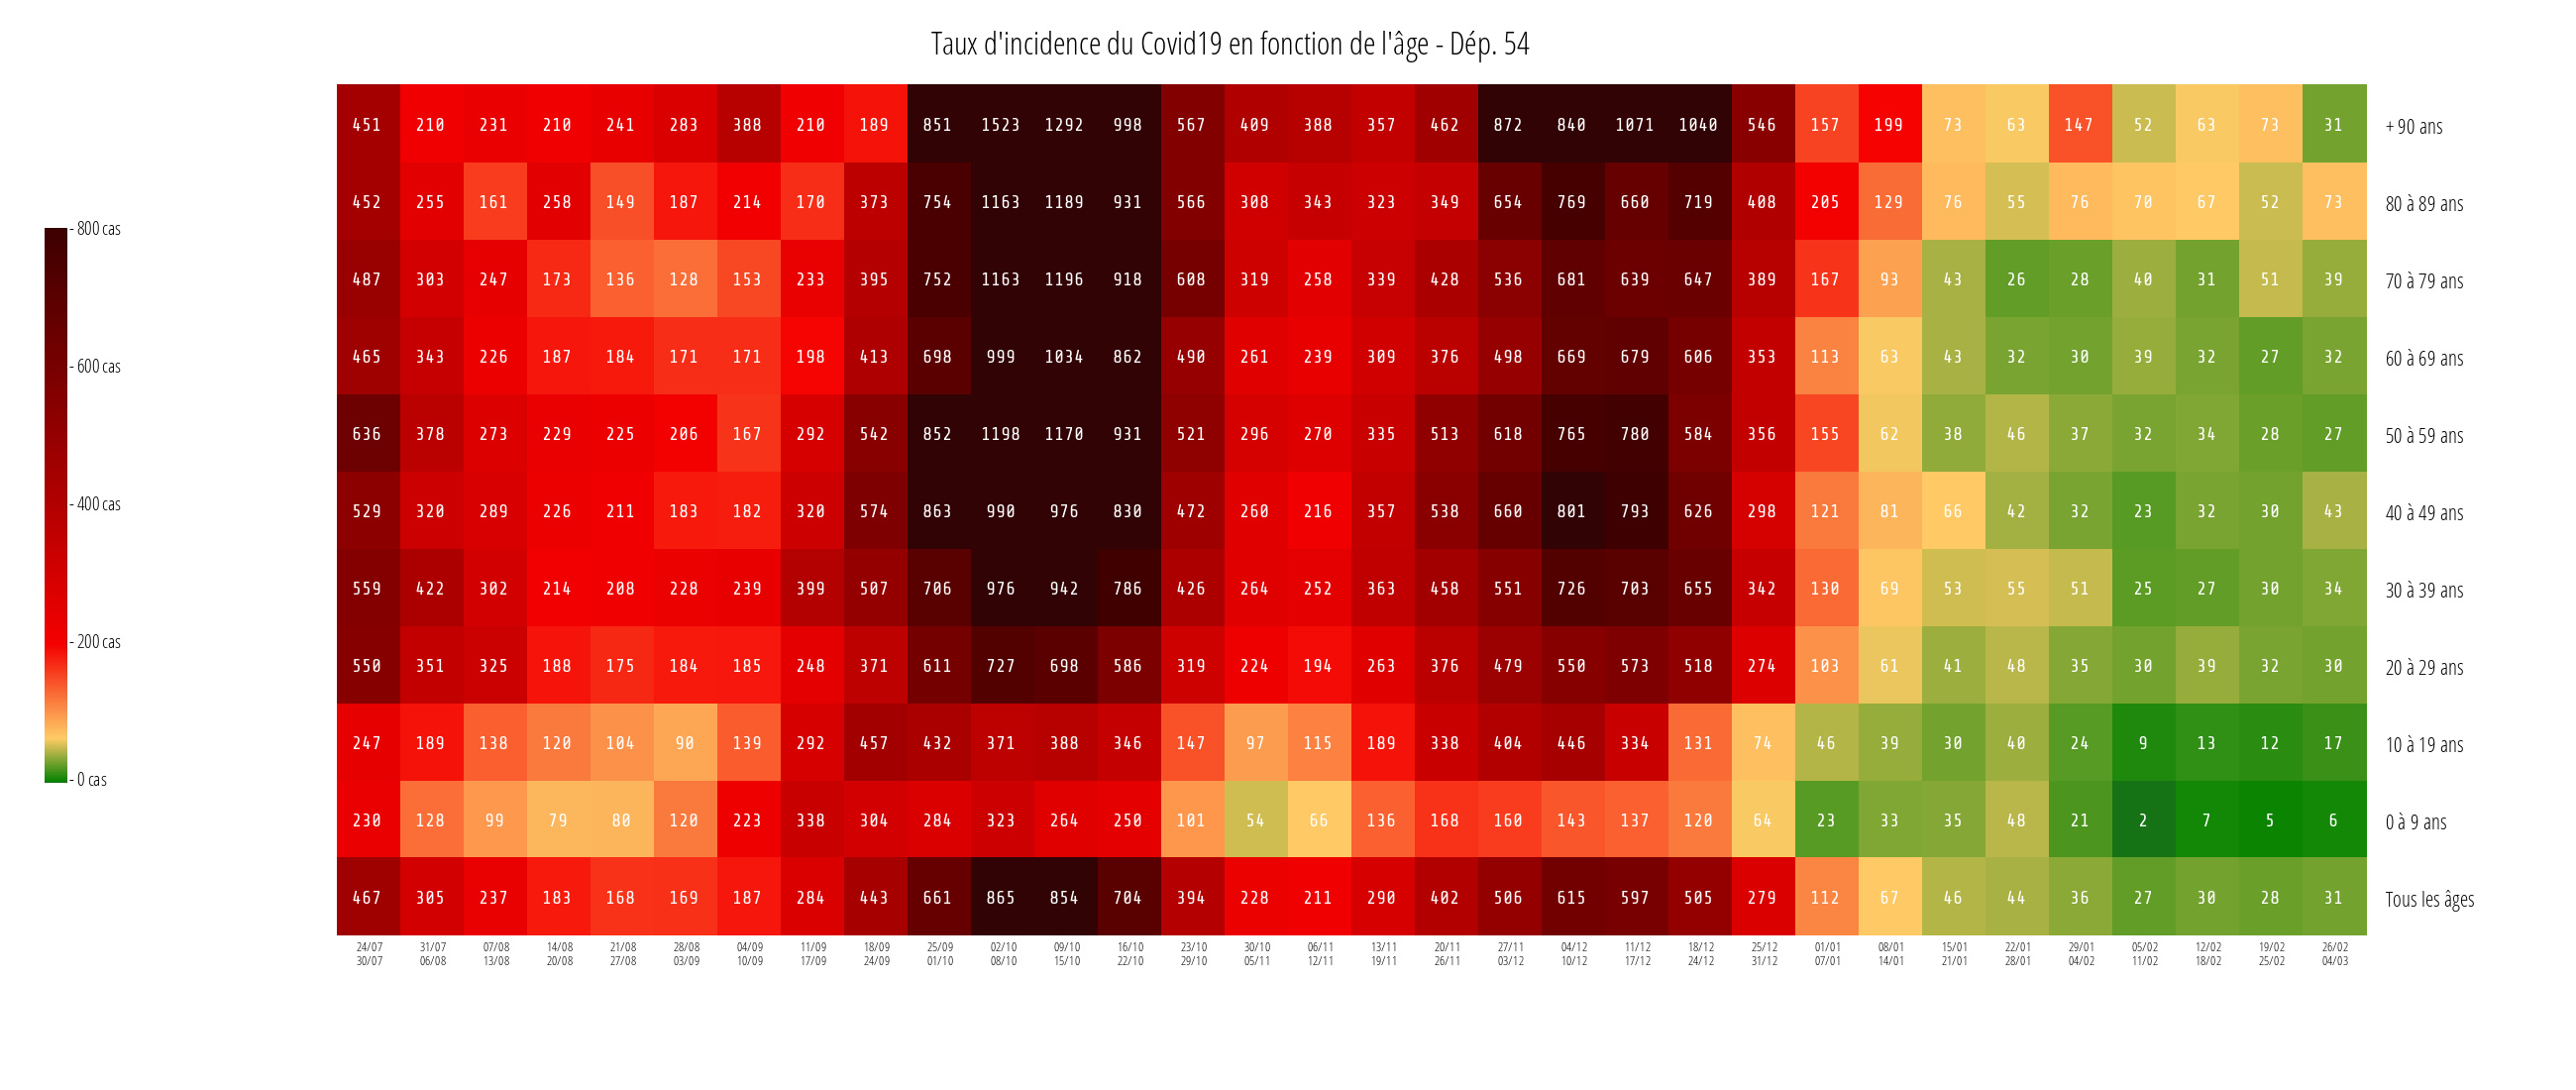 Taux d'incidence du Covid19 en fonction de l'âge - Dép. 54
451 210 231 210 241 283 388 210 189 851 1523 1292 998 567 409 388 357 462 872 840 1071 1040 546 157 199 73 63 147 52 63 73 31 + 90 ans
452 255 161 258 149 187 214 170 373 754 1163 1189 931 566 308 343 323 349 654 769 660 719 408 205 129 76 55 76 70 67 52 73 80 à 89 ans
- 800 cas
487 303 247 173 136 128 153 233 395 752 1163 1196 918 608 319 258 339 428 536 681 639 647 389 167 93 43 26 28 40 31 51 39 70 à 79 ans
465 343 226 187 184 171 171 198 413 698 999 1034 862 490 261 239 309 376 498 669 679 606 353 113 63 43 32 30 39 32 27 32 60 à 69 ans
- 600 cas
636 378 273 229 225 206 167 292 542 852 1198 1170 931 521 296 270 335 513 618 765 780 584 356 155 62 38 46 37 32 34 28 27 50 à 59 ans
- 400 cas
529 320 289 226 211 183 182 320 574 863 990 976 830 472 260 216 357 538 660 801 793 626 298 121 81 66 42 32 23 32 30 43 40 à 49 ans
559 422 302 214 208 228 239 399 507 706 976 942 786 426 264 252 363 458 551 726 703 655 342 130 69 53 55 51 25 27 30 34 30 à 39 ans
- 200 cas
550 351 325 188 175 184 185 248 371 611 727 698 586 319 224 194 263 376 479 550 573 518 274 103 61 41 48 35 30 39 32 30 20 à 29 ans
247 189 138 120 104 90 139 292 457 432 371 388 346 147 97 115 189 338 404 446 334 131 74 46 39 30 40 24 9 13 12 17 10 à 19 ans
- 0 cas
230 128 99 79 80 120 223 338 304 284 323 264 250 101 54 66 136 168 160 143 137 120 64 23 33 35 48 21 2 7 5 6 0 à 9 ans
467 305 237 183 168 169 187 284 443 661 865 854 704 394 228 211 290 402 506 615 597 505 279 112 67 46 44 36 27 30 28 31 Tous les âges
24/07 31/07 07/08 14/08 21/08 28/08 04/09 11/09 18/09 25/09 02/10 09/10 16/10 23/10 30/10 06/11 13/11 20/11 27/11 04/12 11/12 18/12 25/12 01/01 08/01 15/01 22/01 29/01 05/02 12/02 19/02 26/02
30/07 06/08 13/08 20/08 27/08 03/09 10/09 17/09 24/09 01/10 08/10 15/10 22/10 29/10 05/11 12/11 19/11 26/11 03/12 10/12 17/12 24/12 31/12 07/01 14/01 21/01 28/01 04/02 11/02 18/02 25/02 04/03